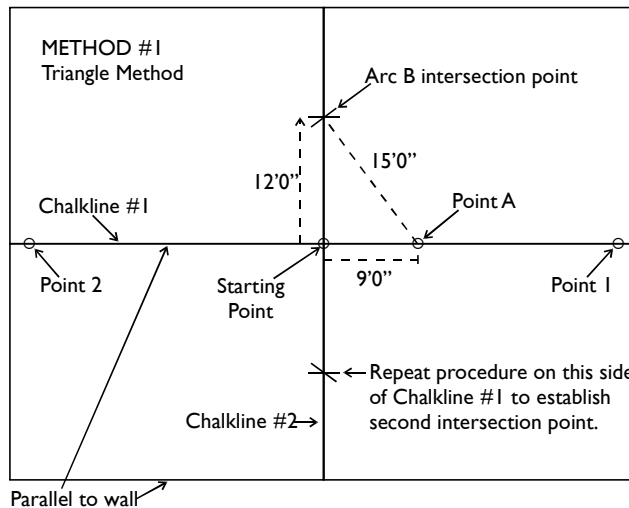 METHOD #1
Triangle Method
Arc B intersection point
15'0"
12'0"
Chalkline #1
Point A
Point 2
Starting
Point
9'0"
Point 1
Repeat procedure on this side
of Chalkline #1 to establish
second intersection point.
Chalkline #2
Parallel to wall